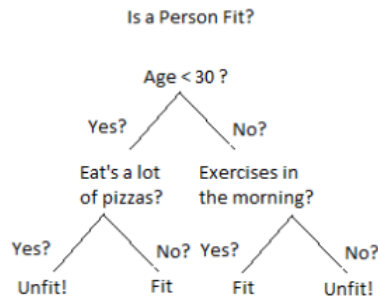 Is a Person Fit?
Age < 30 ?
Yes?
No?
Eat's a lot
of pizzas?
Exercises in
the morning?
Yes?
No?
Yes?
No?
Unfit!
Fit
Fit
Unfit!